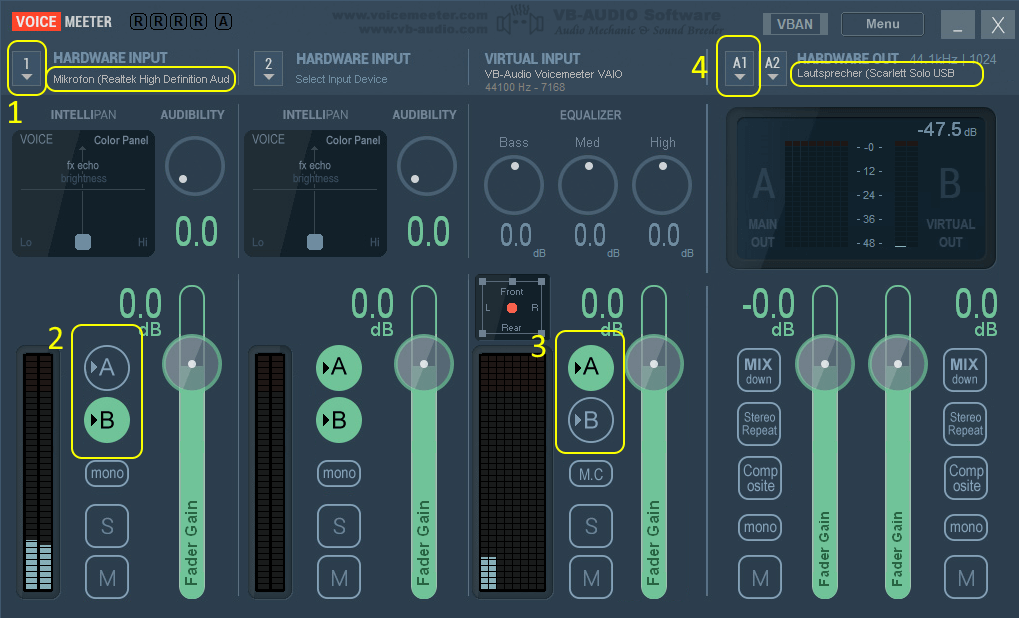 VOICE MEETER
R R R R A
www.voicemeeter.com
www.vb-audio.com
VB-AUDIO Software
Audio Mechanic & Sound Breeder
VBAN
Menu
_
X
1
HARDWARE INPUT
Mikrofon (Realtek High Definition Aud
1
2
HARDWARE INPUT
Select Input Device
VIRTUAL INPUT
VB-Audio Voicemeeter VAIO
44100 Hz - 7168
4
A1
A2
HARDWARE OUT
44.1kHz | 1024
Lautsprecher (Scarlett Solo USB
INTELLIPAN
AUDIBILITY
VOICE
Color Panel
fx echo
brightness
Lo
Hi
0.0
INTELLIPAN
AUDIBILITY
VOICE
Color Panel
fx echo
brightness
Lo
Hi
0.0
EQUALIZER
Bass
Med
High
0.0
dB
0.0
dB
0.0
dB
-47.5 dB
A
MAIN
OUT
- -0 -
- -12 -
- -24 -
- -36 -
- -48 -
B
VIRTUAL
OUT
0.0
dB
2
A
B
mono
S
M
Fader Gain
0.0
dB
A
B
mono
S
M
Fader Gain
Front
L
R
Rear
0.0
dB
3
A
B
M.C
S
M
Fader Gain
-0.0
dB
MIX
down
Stereo
Repeat
Comp
osite
mono
M
Fader Gain
Fader Gain
0.0
dB
MIX
down
Stereo
Repeat
Comp
osite
mono
M